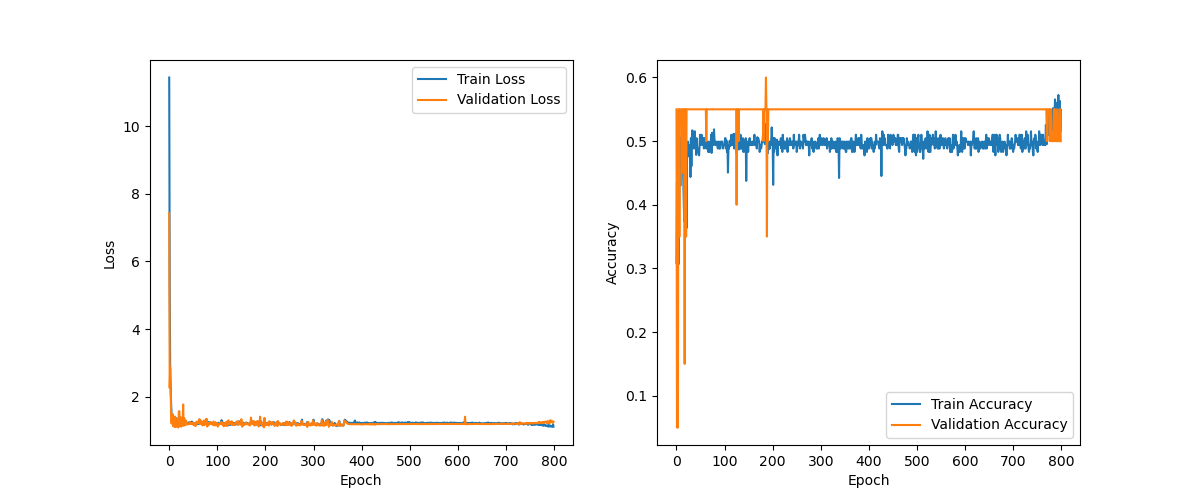 Train Loss
Validation Loss
10
8
6
4
2
Loss
0 100 200 300 400 500 600 700 800
Epoch
0.6
0.5
0.4
0.3
0.2
0.1
Accuracy
Train Accuracy
Validation Accuracy
0 100 200 300 400 500 600 700 800
Epoch